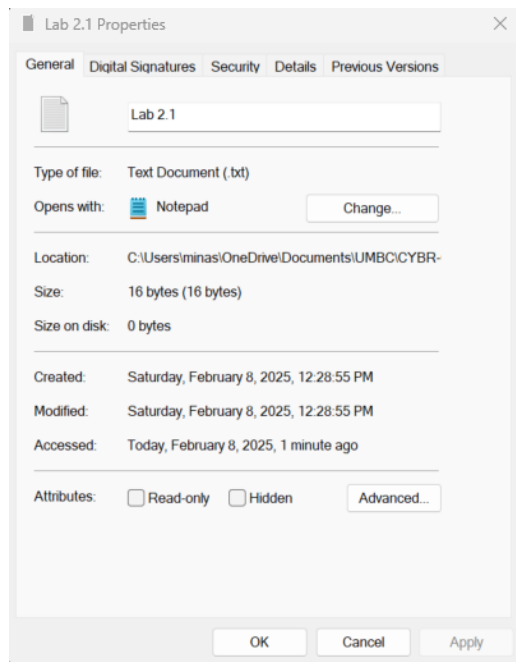 Lab 2.1 Properties
General Digital Signatures Security Details Previous Versions
Lab 2.1
Type of file: Text Document (.txt)
Opens with: Notepad Change...
Location: C:\Users\minas\OneDrive\Documents\UMBC\CYBR-
Size: 16 bytes (16 bytes)
Size on disk: 0 bytes
Created: Saturday, February 8, 2025, 12:28:55 PM
Modified: Saturday, February 8, 2025, 12:28:55 PM
Accessed: Today, February 8, 2025, 1 minute ago
Attributes: Read-only Hidden Advanced...
OK Cancel Apply